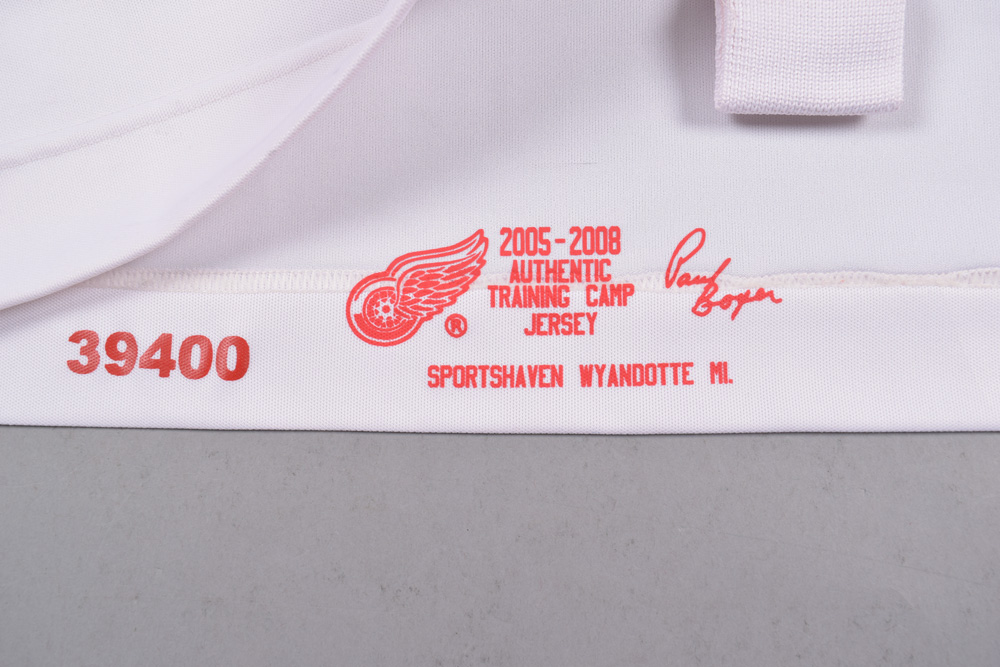 2005-2008
AUTHENTIC
TRAINING CAMP
JERSEY
Paul
Boyer
®
39400
SPORTSHAVEN WYANDOTTE MI.